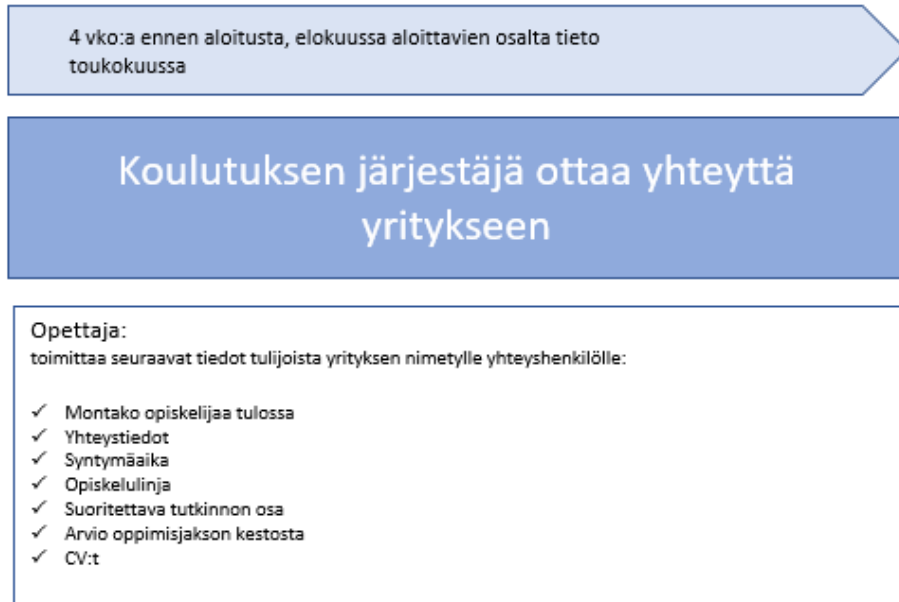 4 vko:a ennen aloitusta, elokuussa aloittavien osalta tieto
toukokuussa
Koulutuksen järjestäjä ottaa yhteyttä
yritykseen
Opettaja:
toimittaa seuraavat tiedot tulijoista yrityksen nimetylle yhteyshenkilölle:
✓ Montako opiskelijaa tulossa
✓ Yhteystiedot
✓ Syntymäaika
✓ Opiskelulinja
✓ Suoritettava tutkinnon osa
✓ Arvio oppimisjakson kestosta
✓ CV:t